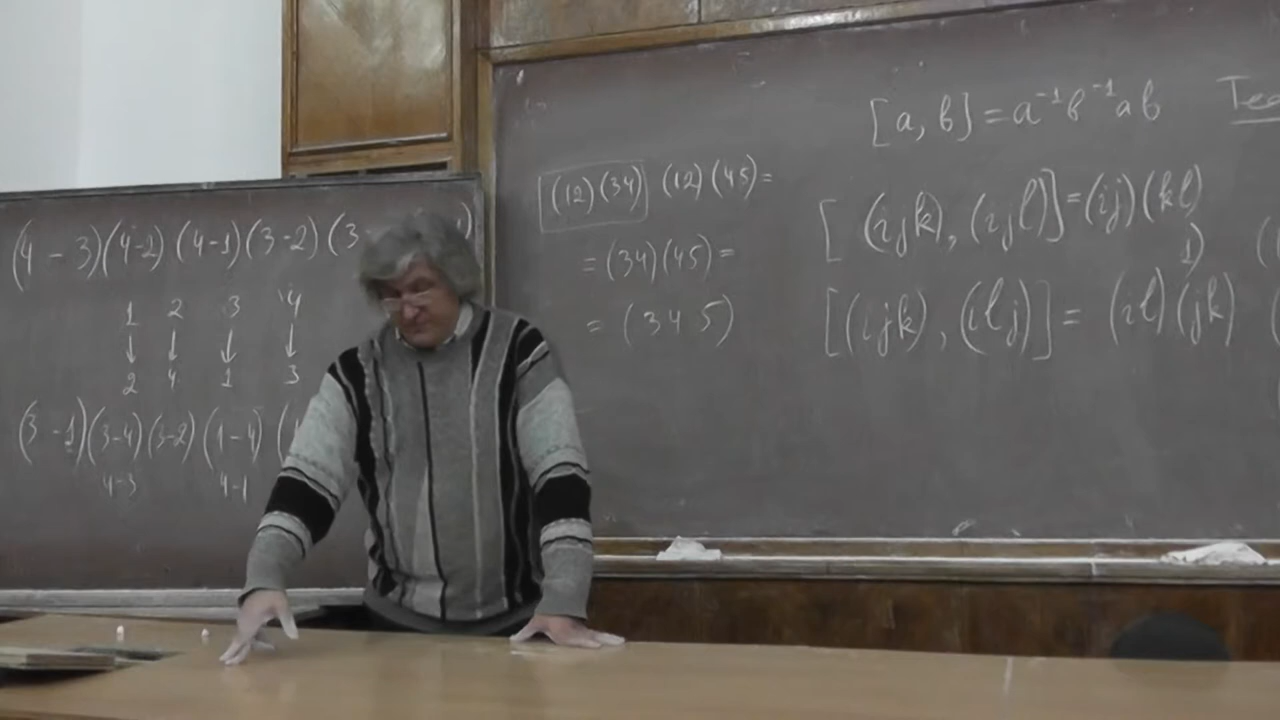 (4-3)(4-2)(4-1)(3-2)(3-
1 2 3 4
↓ ↓ ↓ ↓
2 4 1 3
(3-1)(3-4)(3-2)(1-4)(
4-3 4-1
(12)(34) (12)(45)=
=(34)(45)=
=(345)
[a, b]=a⁻¹b⁻¹ab
[(ijk), (ijl)]=(ij)(kl)
1)
[(ijk), (ilj)]=(il)(jk)